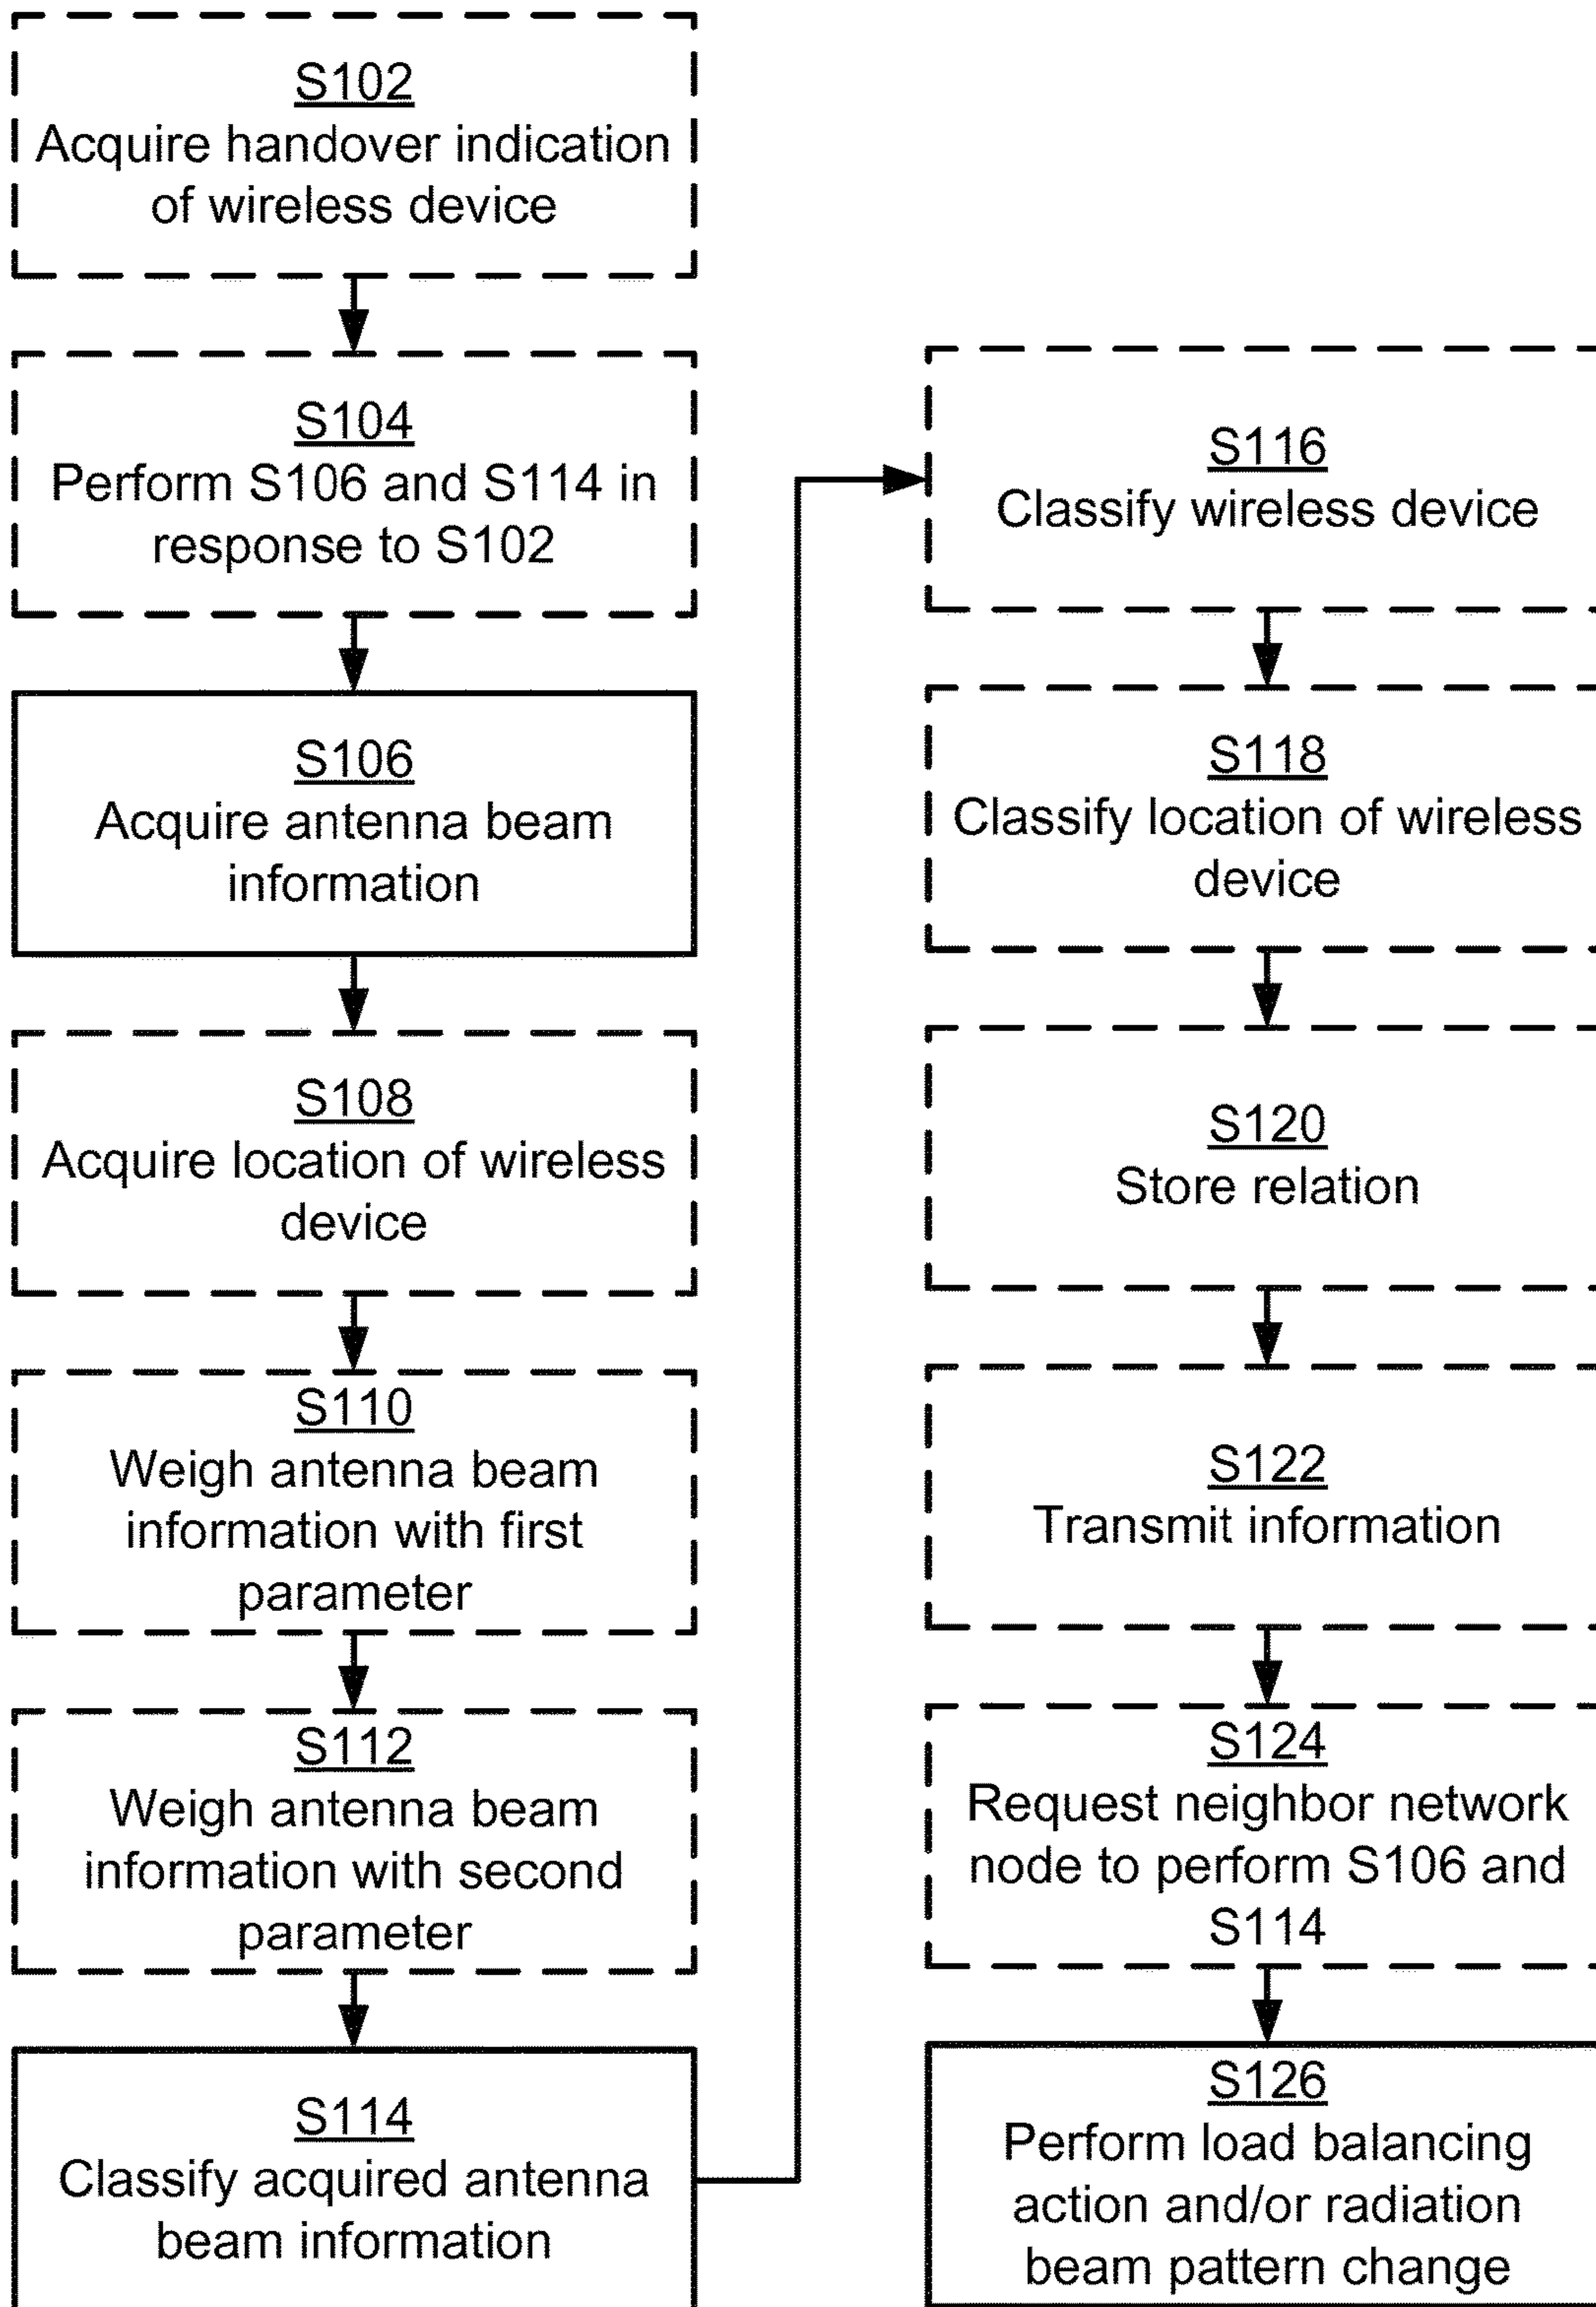 S102
Acquire handover indication
of wireless device
S104
Perform S106 and S114 in
response to S102
S106
Acquire antenna beam
information
S108
Acquire location of wireless
device
S110
Weigh antenna beam
information with first
parameter
S112
Weigh antenna beam
information with second
parameter
S114
Classify acquired antenna
beam information
S116
Classify wireless device
S118
Classify location of wireless
device
S120
Store relation
S122
Transmit information
S124
Request neighbor network
node to perform S106 and
S114
S126
Perform load balancing
action and/or radiation
beam pattern change